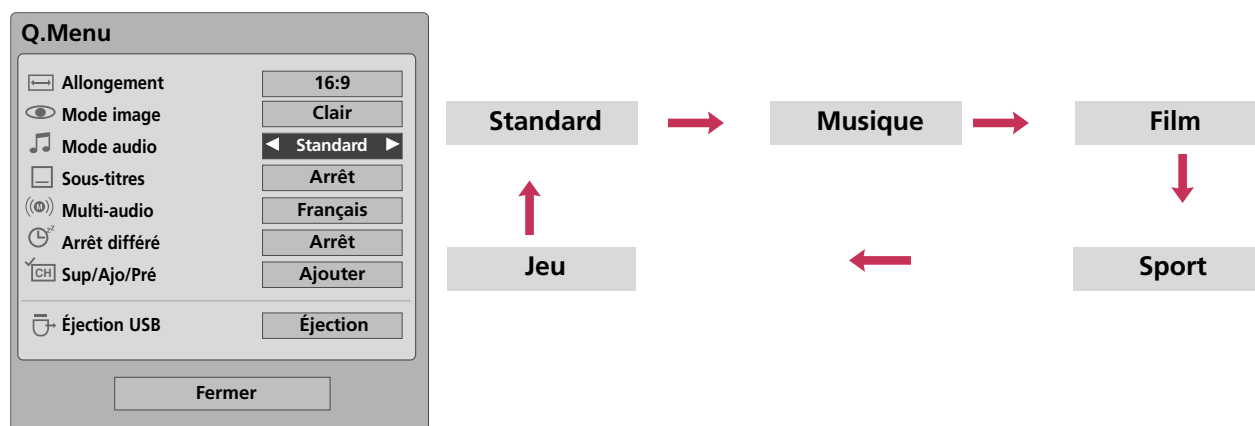 Q.Menu
Allongement 16:9
Mode image Clair
Mode audio ◀ Standard ▶
Sous-titres Arrêt
Multi-audio Français
Arrêt différé Arrêt
CH Sup/Ajo/Pré Ajouter
Éjection USB Éjection
Fermer
Standard Musique Film
Jeu Sport